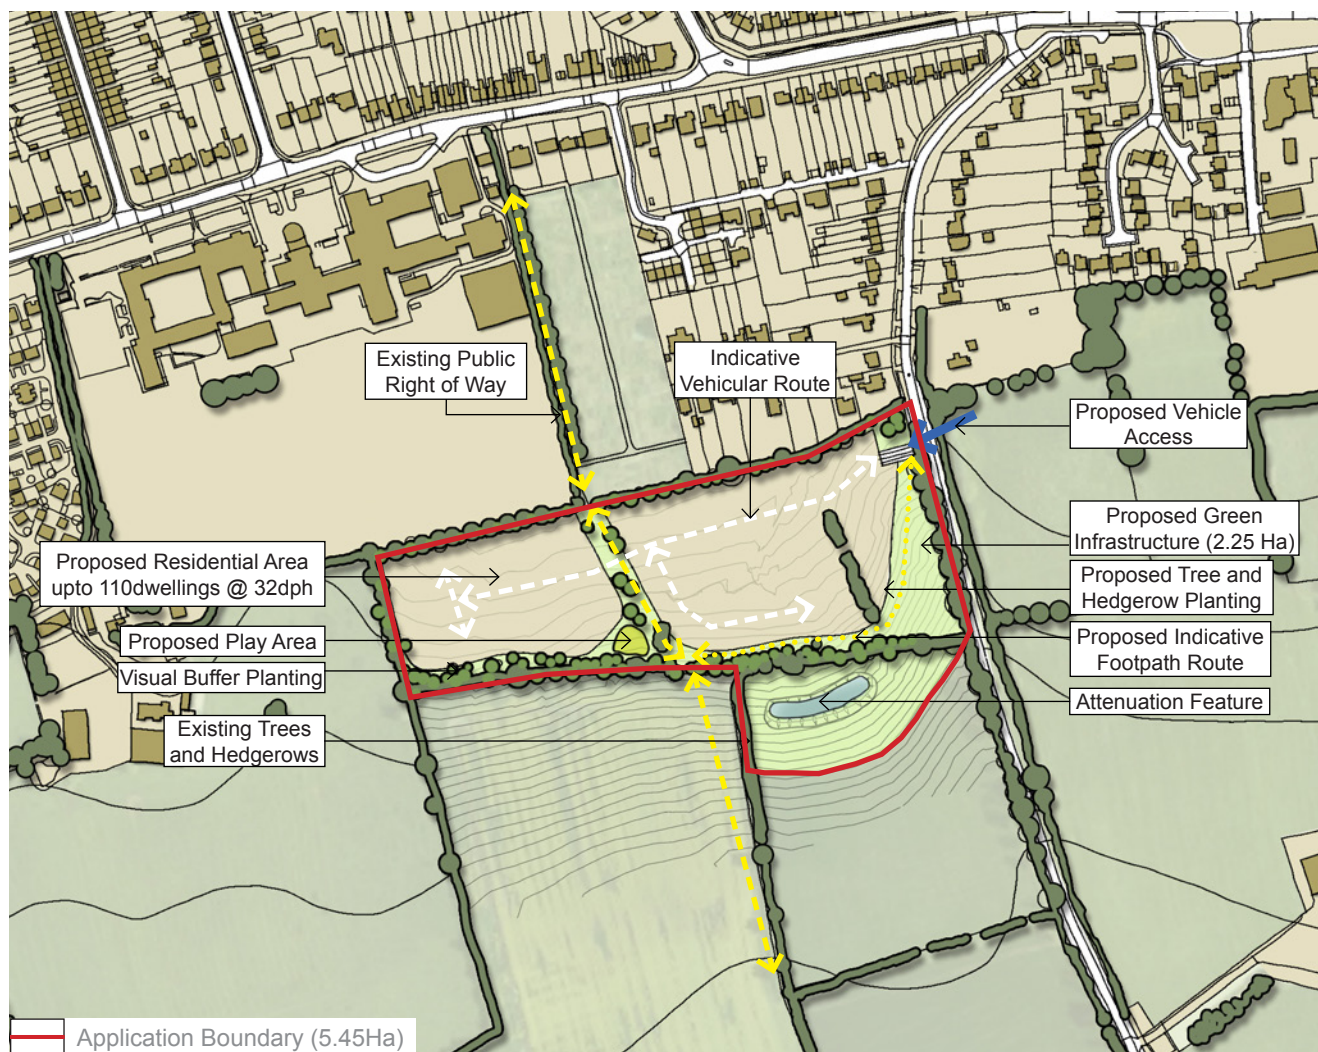 Existing Public
Right of Way
Indicative
Vehicular Route
Proposed Vehicle
Access
Proposed Green
Infrastructure (2.25 Ha)
Proposed Residential Area
upto 110dwellings @ 32dph
Proposed Tree and
Hedgerow Planting
Proposed Play Area
Proposed Indicative
Footpath Route
Visual Buffer Planting
Attenuation Feature
Existing Trees
and Hedgerows
Application Boundary (5.45Ha)